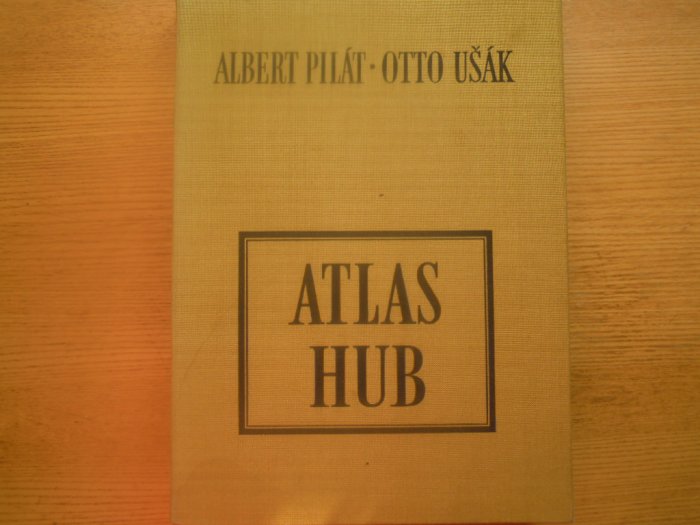 ALBERT PILÁT · OTTO UŠÁK
ATLAS
HUB